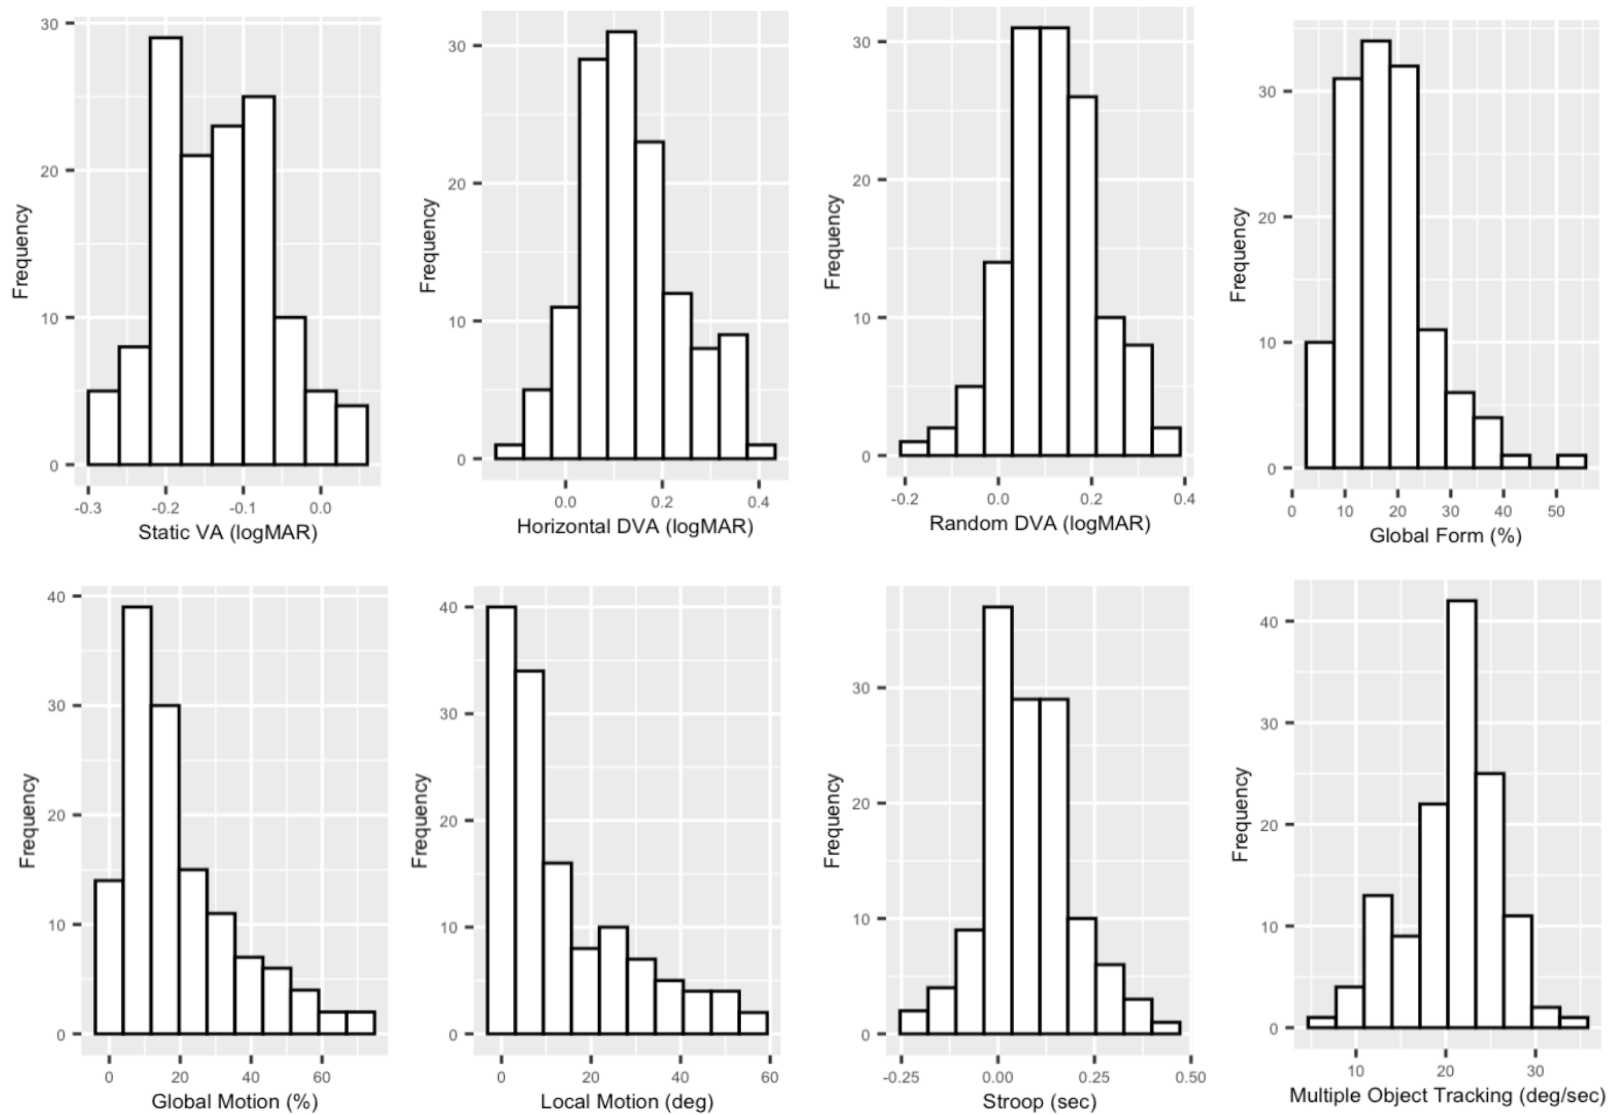 30
20
10
0
Frequency
-0.3 -0.2 -0.1 0.0
Static VA (logMAR)
30
20
10
0
Frequency
0.0 0.2 0.4
Horizontal DVA (logMAR)
30
20
10
0
Frequency
-0.2 0.0 0.2 0.4
Random DVA (logMAR)
30
20
10
0
Frequency
0 10 20 30 40 50
Global Form (%)
40
30
20
10
0
Frequency
0 20 40 60
Global Motion (%)
40
30
20
10
0
Frequency
0 20 40 60
Local Motion (deg)
30
20
10
0
Frequency
-0.25 0.00 0.25 0.50
Stroop (sec)
40
30
20
10
0
Frequency
10 20 30
Multiple Object Tracking (deg/sec)